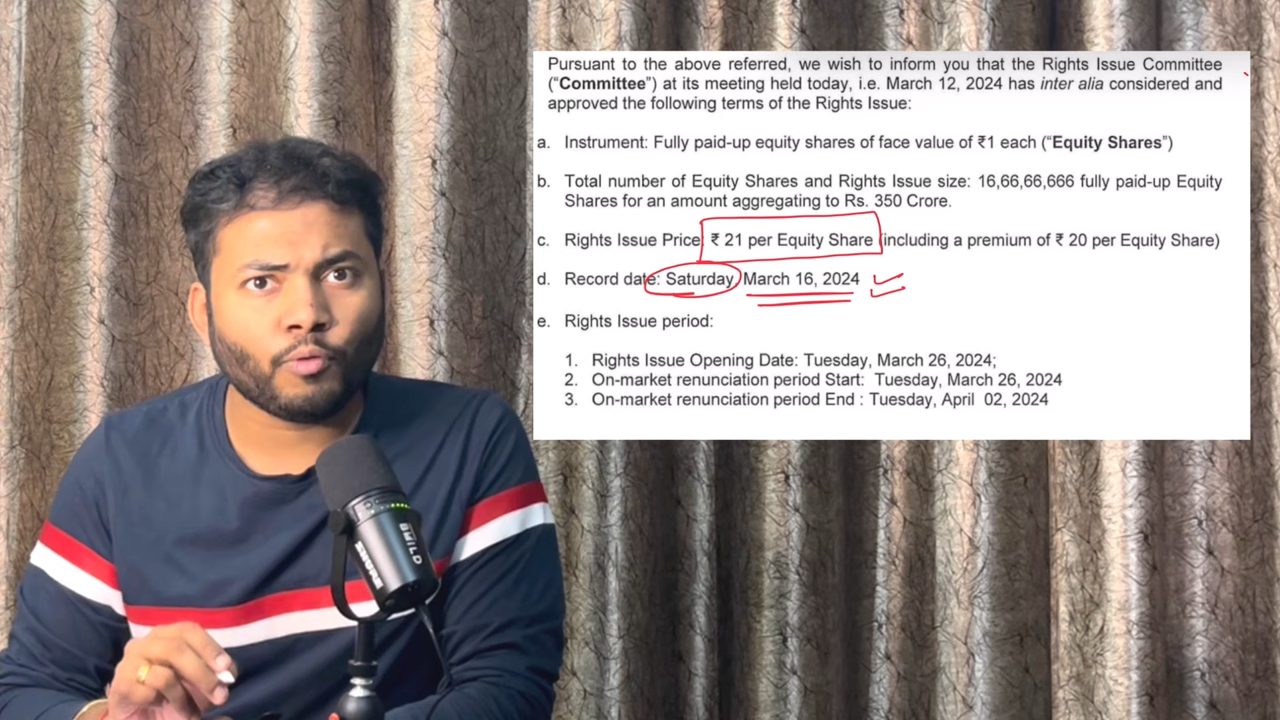 Pursuant to the above referred, we wish to inform you that the Rights Issue Committee
(“Committee”) at its meeting held today, i.e. March 12, 2024 has inter alia considered and
approved the following terms of the Rights Issue:
a. Instrument: Fully paid-up equity shares of face value of ₹1 each (“Equity Shares”)
b. Total number of Equity Shares and Rights Issue size: 16,66,66,666 fully paid-up Equity
Shares for an amount aggregating to Rs. 350 Crore.
c. Rights Issue Price: ₹ 21 per Equity Share (including a premium of ₹ 20 per Equity Share)
d. Record date: Saturday, March 16, 2024
e. Rights Issue period:
1. Rights Issue Opening Date: Tuesday, March 26, 2024;
2. On-market renunciation period Start: Tuesday, March 26, 2024
3. On-market renunciation period End : Tuesday, April 02, 2024
SHURE
BMILD